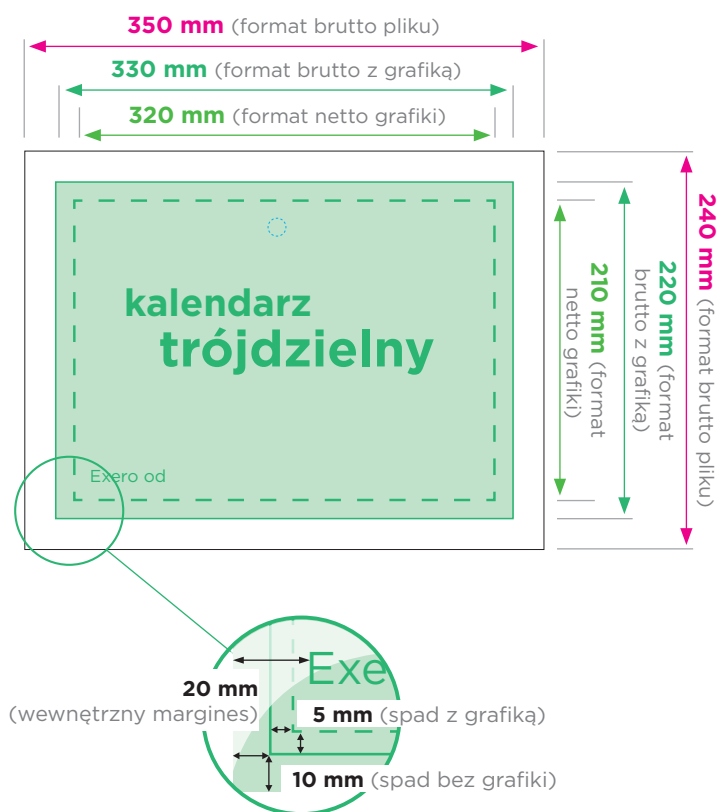 350 mm (format brutto pliku)
330 mm (format brutto z grafiką)
320 mm (format netto grafiki)
kalendarz
trójdzielny
Exero od
210 mm (format
netto grafiki)
220 mm (format
brutto z grafiką)
240 mm (format brutto pliku)
Exe
20 mm
(wewnętrzny margines)
5 mm (spad z grafiką)
10 mm (spad bez grafiki)